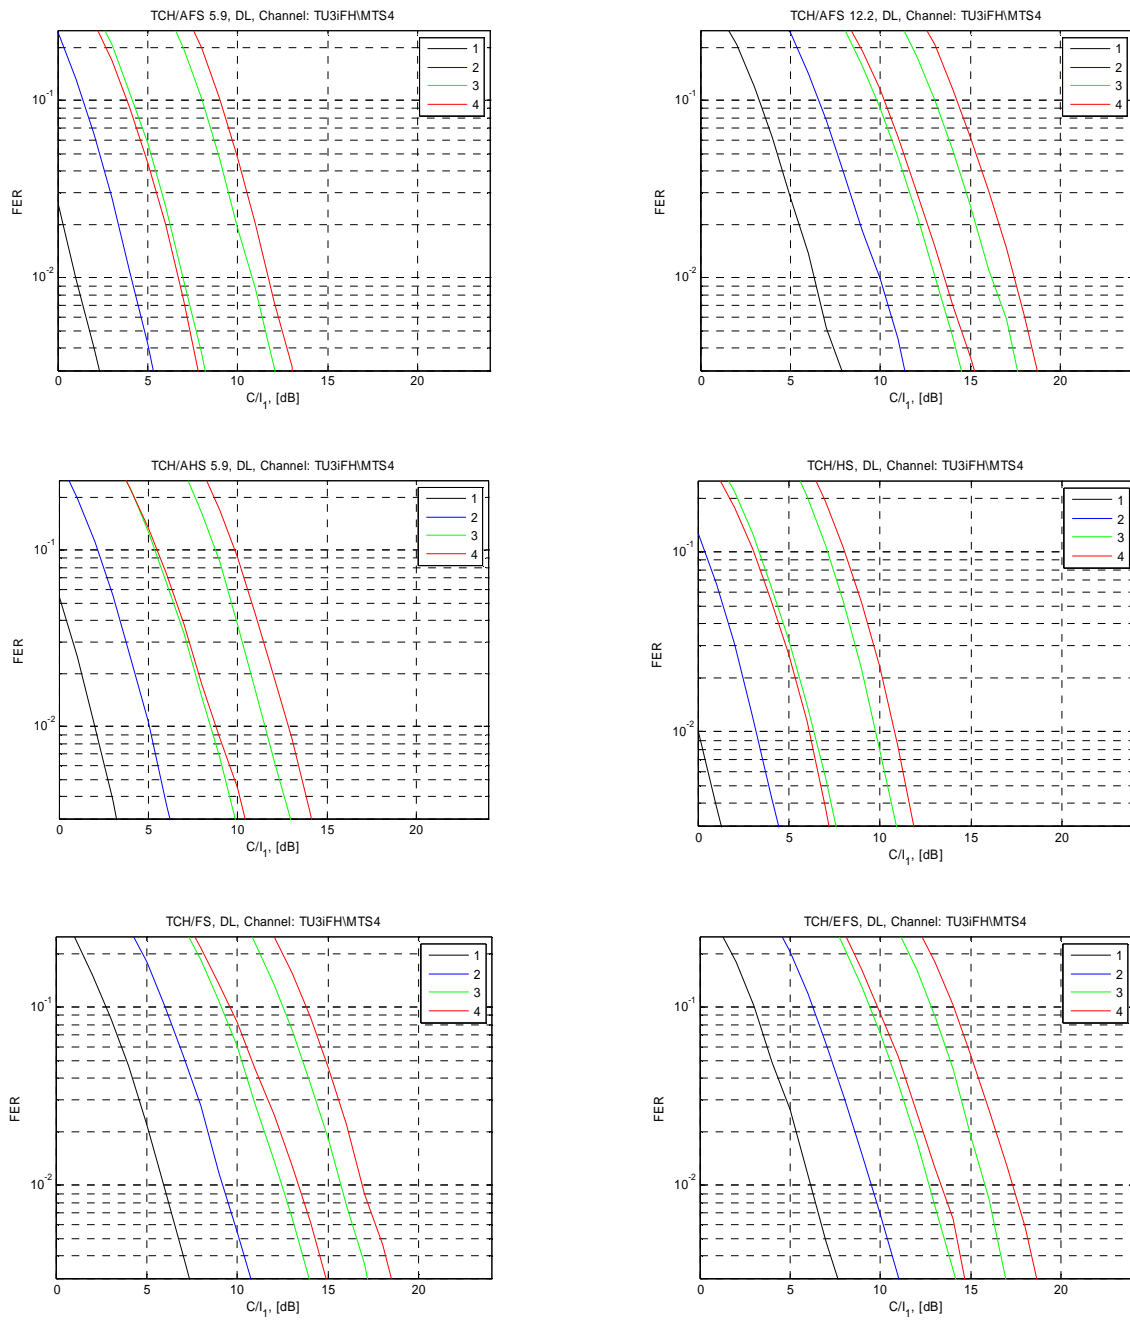 TCH/AFS 5.9, DL, Channel: TU3iFH\MTS4
FER
10^-1
10^-2
1
2
3
4
0 5 10 15 20
C/I_1, [dB]
TCH/AFS 12.2, DL, Channel: TU3iFH\MTS4
FER
10^-1
10^-2
1
2
3
4
0 5 10 15 20
C/I_1, [dB]
TCH/AHS 5.9, DL, Channel: TU3iFH\MTS4
FER
10^-1
10^-2
1
2
3
4
0 5 10 15 20
C/I_1, [dB]
TCH/HS, DL, Channel: TU3iFH\MTS4
FER
10^-1
10^-2
1
2
3
4
0 5 10 15 20
C/I_1, [dB]
TCH/FS, DL, Channel: TU3iFH\MTS4
FER
10^-1
10^-2
1
2
3
4
0 5 10 15 20
C/I_1, [dB]
TCH/EFS, DL, Channel: TU3iFH\MTS4
FER
10^-1
10^-2
1
2
3
4
0 5 10 15 20
C/I_1, [dB]